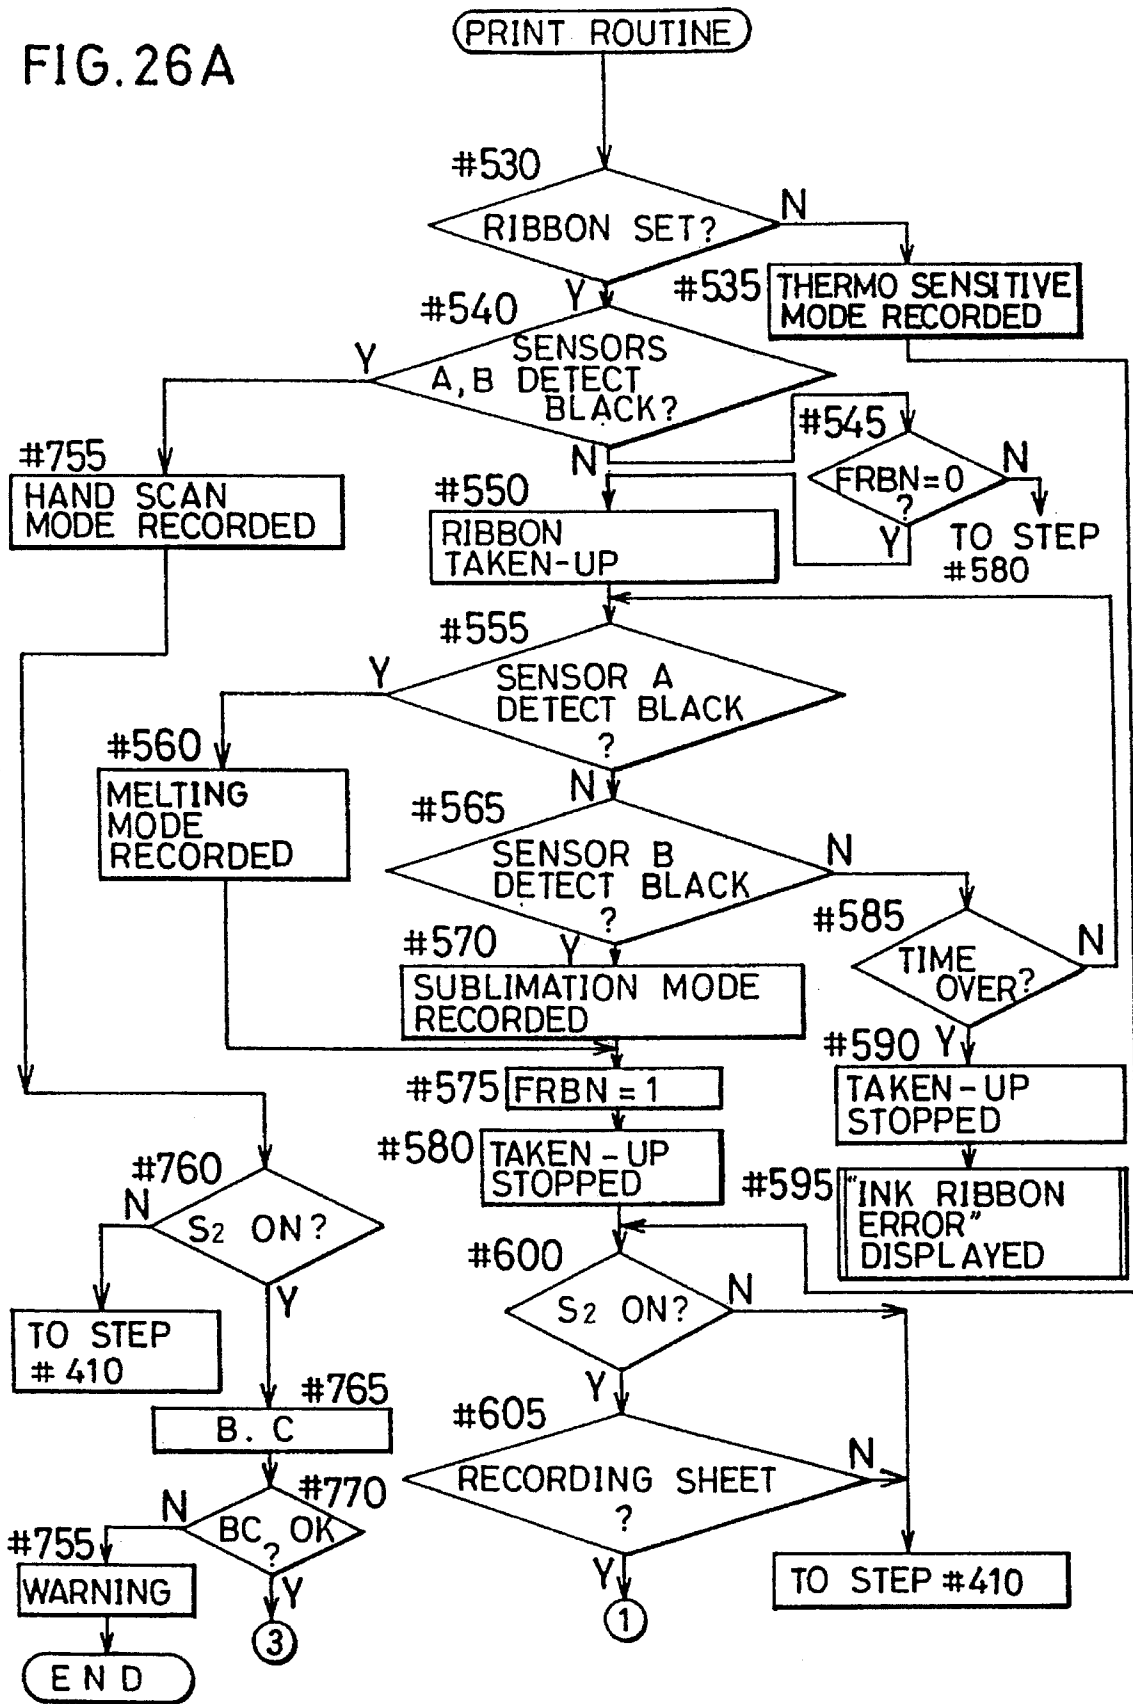 FIG.26A
PRINT ROUTINE
#530
RIBBON SET?
N
Y
#535
THERMO SENSITIVE
MODE RECORDED
#540
SENSORS
A,B DETECT
BLACK?
Y
N
#545
FRBN=0
?
N
Y
TO STEP
#580
#755
HAND SCAN
MODE RECORDED
#550
RIBBON
TAKEN-UP
#555
SENSOR A
DETECT BLACK
?
Y
N
#560
MELTING
MODE
RECORDED
#565
SENSOR B
DETECT BLACK
?
N
Y
#585
TIME
OVER?
N
Y
#570
SUBLIMATION MODE
RECORDED
#590
TAKEN-UP
STOPPED
#575
FRBN=1
#580
TAKEN-UP
STOPPED
#595
"INK RIBBON
ERROR"
DISPLAYED
#760
S2 ON?
N
Y
TO STEP
#410
#600
S2 ON?
N
Y
#765
B.C
#605
RECORDING SHEET
?
N
Y
#770
BC OK
?
N
Y
#755
WARNING
END
3
1
TO STEP #410